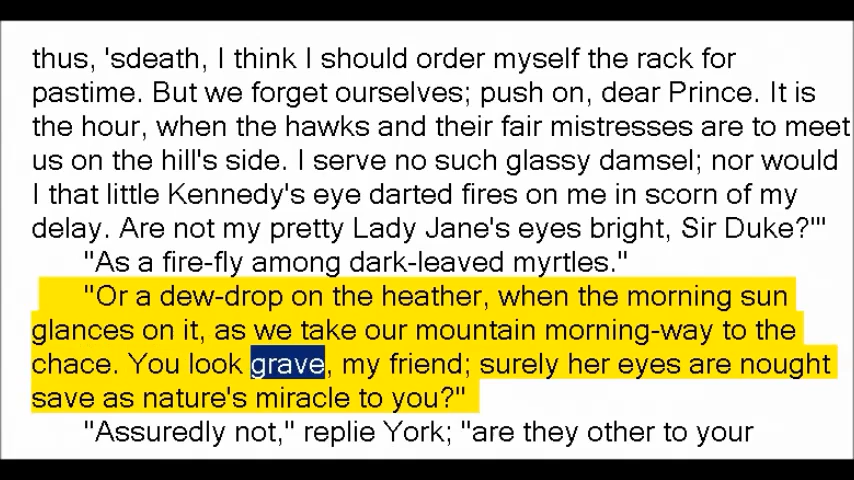 thus, 'sdeath, I think I should order myself the rack for
pastime. But we forget ourselves; push on, dear Prince. It is
the hour, when the hawks and their fair mistresses are to meet
us on the hill's side. I serve no such glassy damsel; nor would
I that little Kennedy's eye darted fires on me in scorn of my
delay. Are not my pretty Lady Jane's eyes bright, Sir Duke?'"
"As a fire-fly among dark-leaved myrtles."
"Or a dew-drop on the heather, when the morning sun
glances on it, as we take our mountain morning-way to the
chace. You look grave, my friend; surely her eyes are nought
save as nature's miracle to you?"
"Assuredly not," replie York; "are they other to your